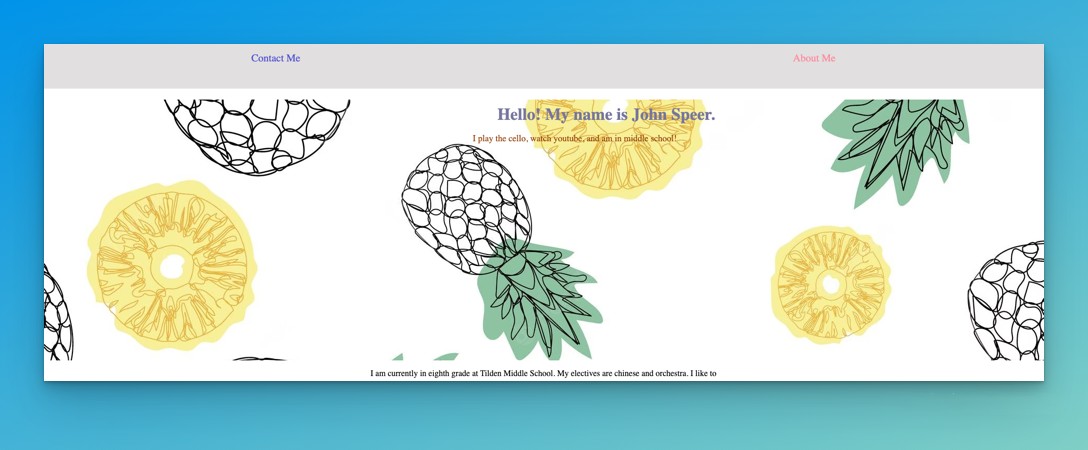 Contact Me
About Me
Hello! My name is John Speer.
I play the cello, watch youtube, and am in middle school!
I am currently in eighth grade at Tilden Middle School. My electives are chinese and orchestra. I like to